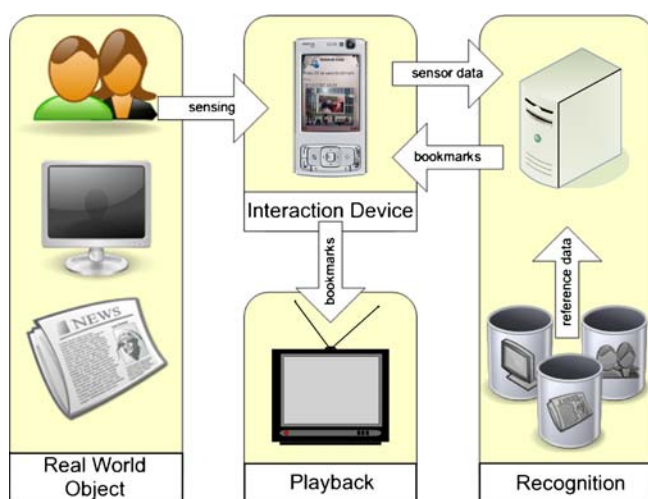 sensing
sensor data
bookmarks
Interaction Device
bookmarks
NEWS
reference data
Real World
Object
Playback
Recognition